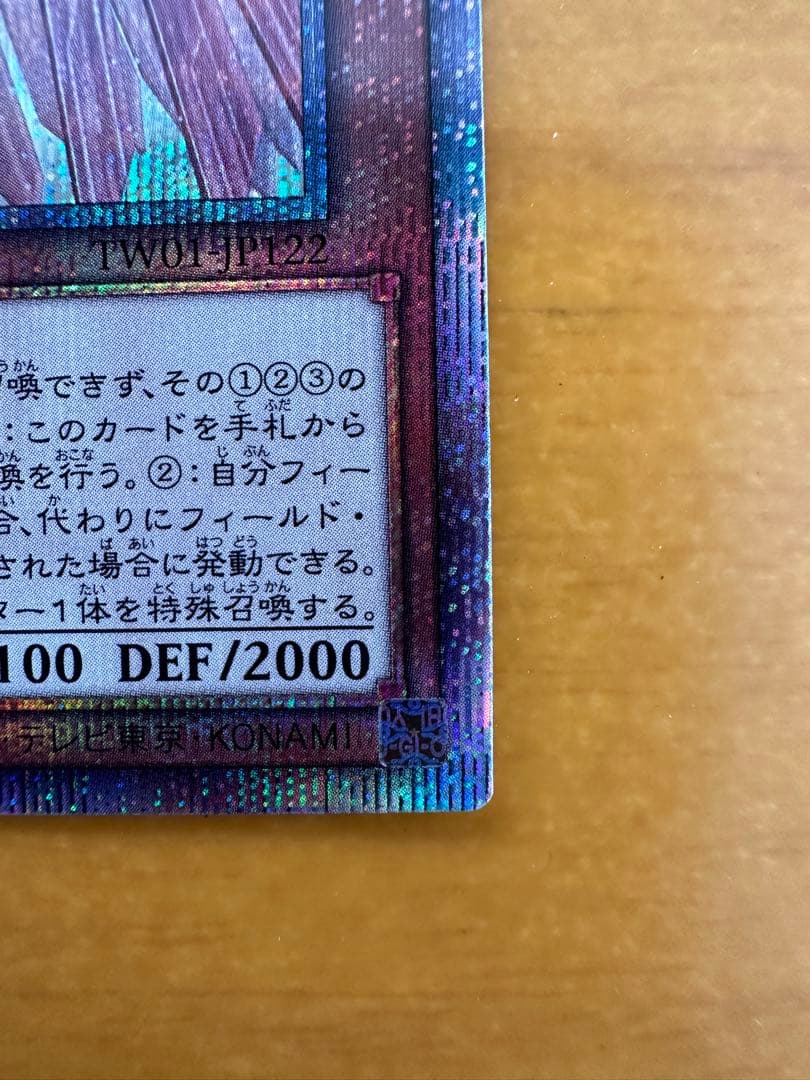 TW01-JP122
喚できず、その①②③の
：このカードを手札から
喚を行う。②：自分フィー
合、代わりにフィールド・
された場合に発動できる。
ター1体を特殊召喚する。
100 DEF/2000
テレビ東京・KONAMI